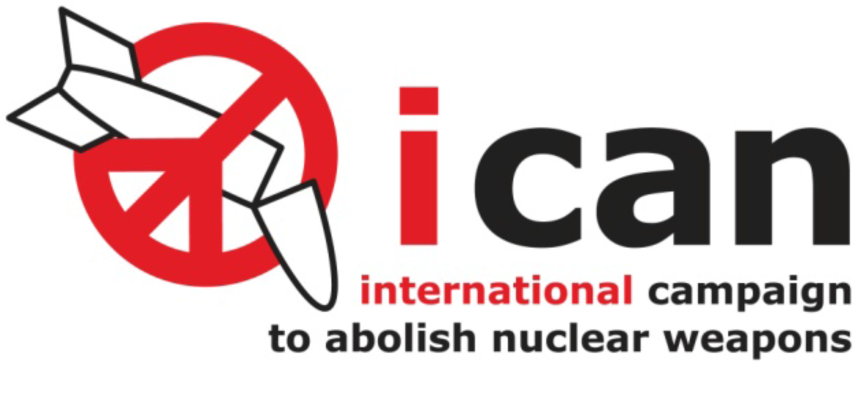 ican
international campaign
to abolish nuclear weapons